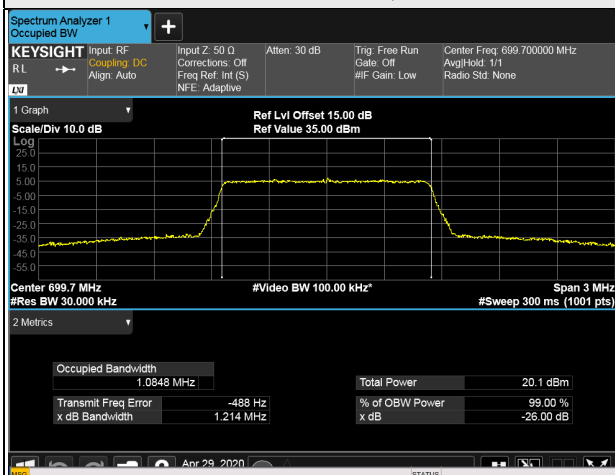 Spectrum Analyzer 1
Occupied BW
KEYSIGHT
R L
LXI
Input: RF
Coupling: DC
Align: Auto
Input Z: 50 Ω
Corrections: Off
Freq Ref: Int (S)
NFE: Adaptive
Atten: 30 dB
Trig: Free Run
Gate: Off
#IF Gain: Low
Center Freq: 699.700000 MHz
Avg|Hold: 1/1
Radio Std: None
1 Graph
Scale/Div 10.0 dB
Ref Lvl Offset 15.00 dB
Ref Value 35.00 dBm
Log
25.0
15.0
5.00
-5.00
-15.0
-25.0
-35.0
-45.0
-55.0
Center 699.7 MHz
#Video BW 100.00 kHz*
Span 3 MHz
#Res BW 30.000 kHz
#Sweep 300 ms (1001 pts)
2 Metrics
Occupied Bandwidth
1.0848 MHz
Total Power 20.1 dBm
Transmit Freq Error -488 Hz
% of OBW Power 99.00 %
x dB Bandwidth 1.214 MHz
x dB -26.00 dB
Apr 29, 2020
MSG
STATUS